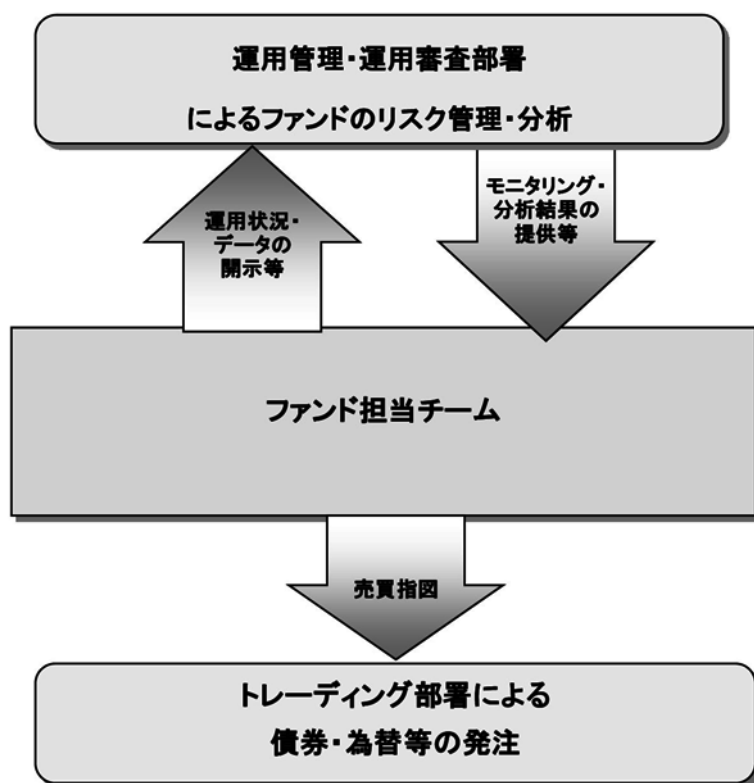 運用管理・運用審査部署
によるファンドのリスク管理・分析
運用状況・
データの
開示等
モニタリング・
分析結果の
提供等
ファンド担当チーム
売買指図
トレーディング部署による
債券・為替等の発注